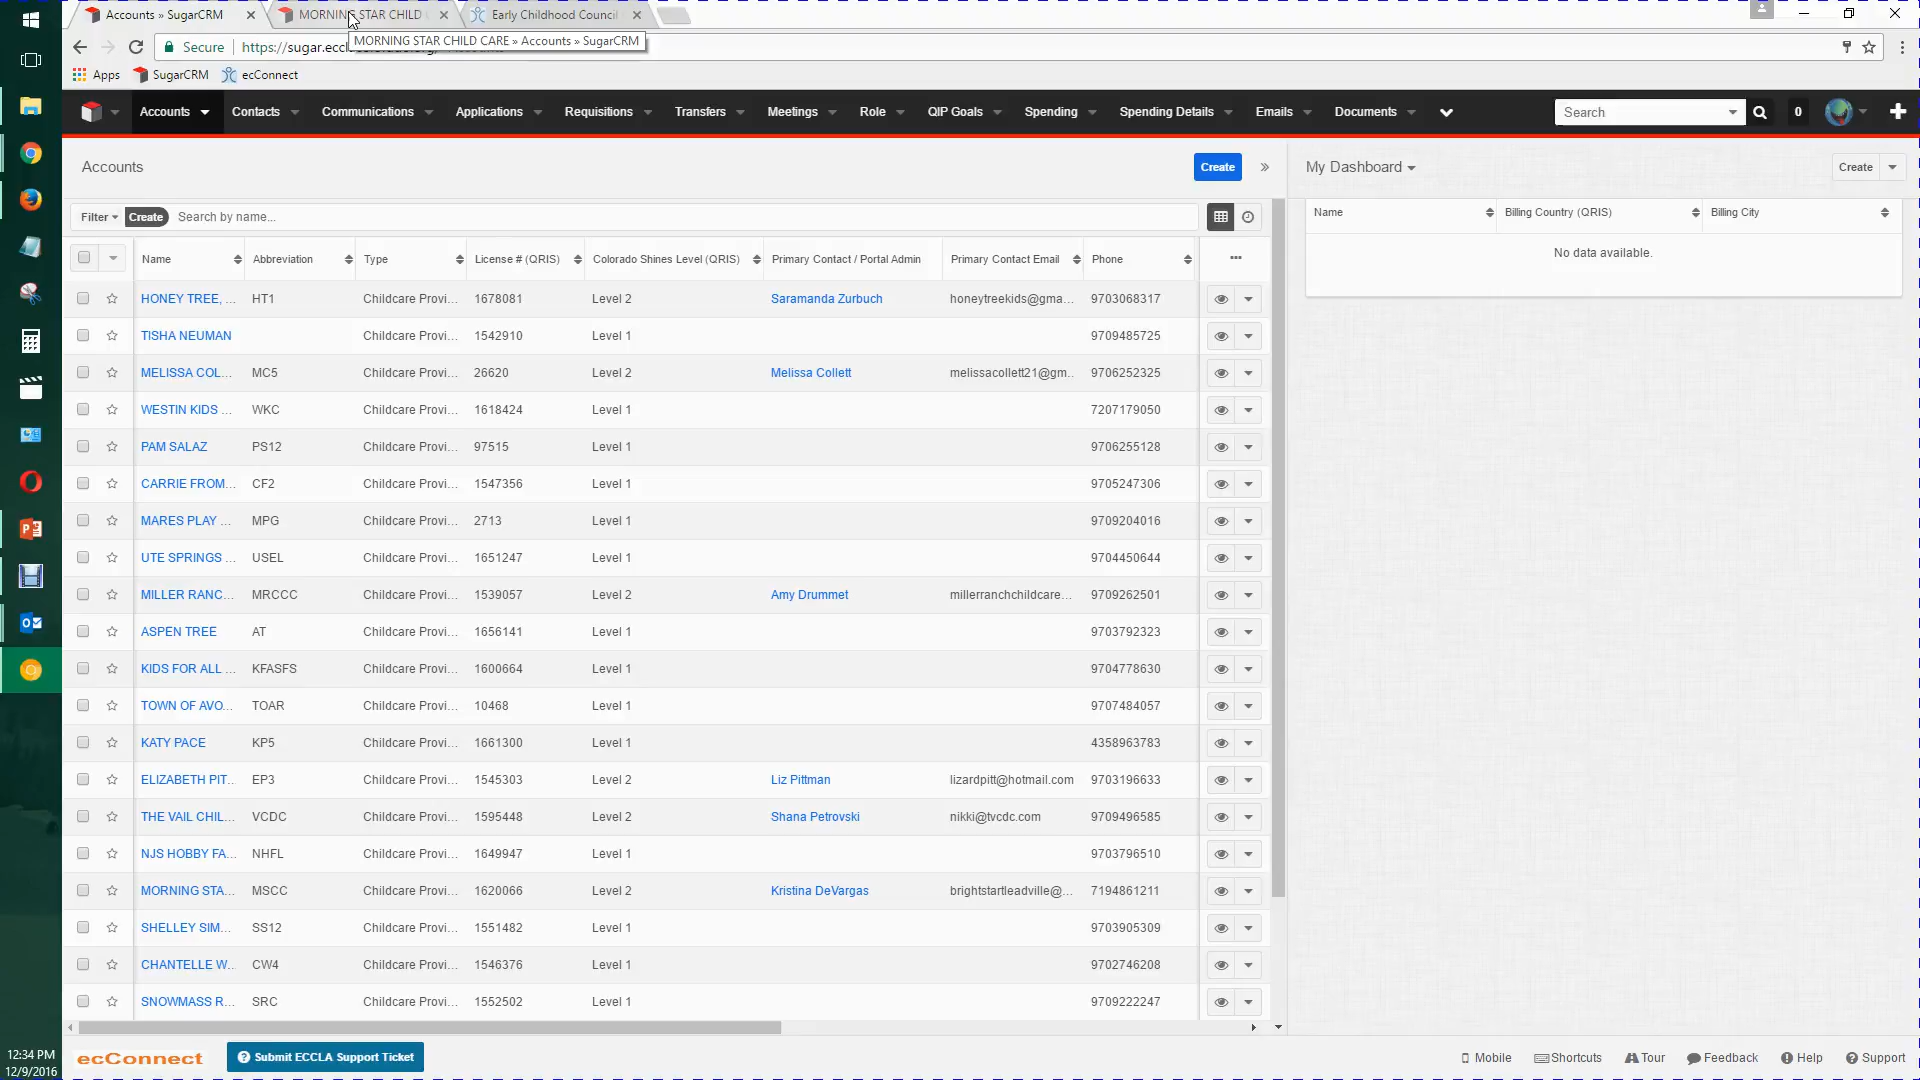 Accounts » SugarCRM
MORNING STAR CHILD
Early Childhood Council
Secure
https://sugar.eccl
MORNING STAR CHILD CARE » Accounts » SugarCRM
Apps SugarCRM ecConnect
Accounts Contacts Communications Applications Requisitions Transfers Meetings Role QIP Goals Spending Spending Details Emails Documents Search 0
Accounts Create » My Dashboard Create
Filter Create Search by name...
Name Billing Country (QRIS) Billing City
No data available.
Name Abbreviation Type License # (QRIS) Colorado Shines Level (QRIS) Primary Contact / Portal Admin Primary Contact Email Phone
HONEY TREE, ... HT1 Childcare Provi... 1678081 Level 2 Saramanda Zurbuch honeytreekids@gma... 9703068317
TISHA NEUMAN Childcare Provi... 1542910 Level 1 9709485725
MELISSA COL... MC5 Childcare Provi... 26620 Level 2 Melissa Collett melissacollett21@gm... 9706252325
WESTIN KIDS ... WKC Childcare Provi... 1618424 Level 1 7207179050
PAM SALAZ PS12 Childcare Provi... 97515 Level 1 9706255128
CARRIE FROM... CF2 Childcare Provi... 1547356 Level 1 9705247306
MARES PLAY ... MPG Childcare Provi... 2713 Level 1 9709204016
UTE SPRINGS ... USEL Childcare Provi... 1651247 Level 1 9704450644
MILLER RANC... MRCCC Childcare Provi... 1539057 Level 2 Amy Drummet millerranchchildcare... 9709262501
ASPEN TREE AT Childcare Provi... 1656141 Level 1 9703792323
KIDS FOR ALL ... KFASFS Childcare Provi... 1600664 Level 1 9704778630
TOWN OF AVO... TOAR Childcare Provi... 10468 Level 1 9707484057
KATY PACE KP5 Childcare Provi... 1661300 Level 1 4358963783
ELIZABETH PIT... EP3 Childcare Provi... 1545303 Level 2 Liz Pittman lizardpitt@hotmail.com 9703196633
THE VAIL CHIL... VCDC Childcare Provi... 1595448 Level 2 Shana Petrovski nikki@tvcdc.com 9709496585
NJS HOBBY FA... NHFL Childcare Provi... 1649947 Level 1 9703796510
MORNING STA... MSCC Childcare Provi... 1620066 Level 2 Kristina DeVargas brightstartleadville@... 7194861211
SHELLEY SIM... SS12 Childcare Provi... 1551482 Level 1 9703905309
CHANTELLE W... CW4 Childcare Provi... 1546376 Level 1 9702746208
SNOWMASS R... SRC Childcare Provi... 1552502 Level 1 9709222247
ecConnect Submit ECCLA Support Ticket Mobile Shortcuts Tour Feedback Help Support
12:34 PM
12/9/2016